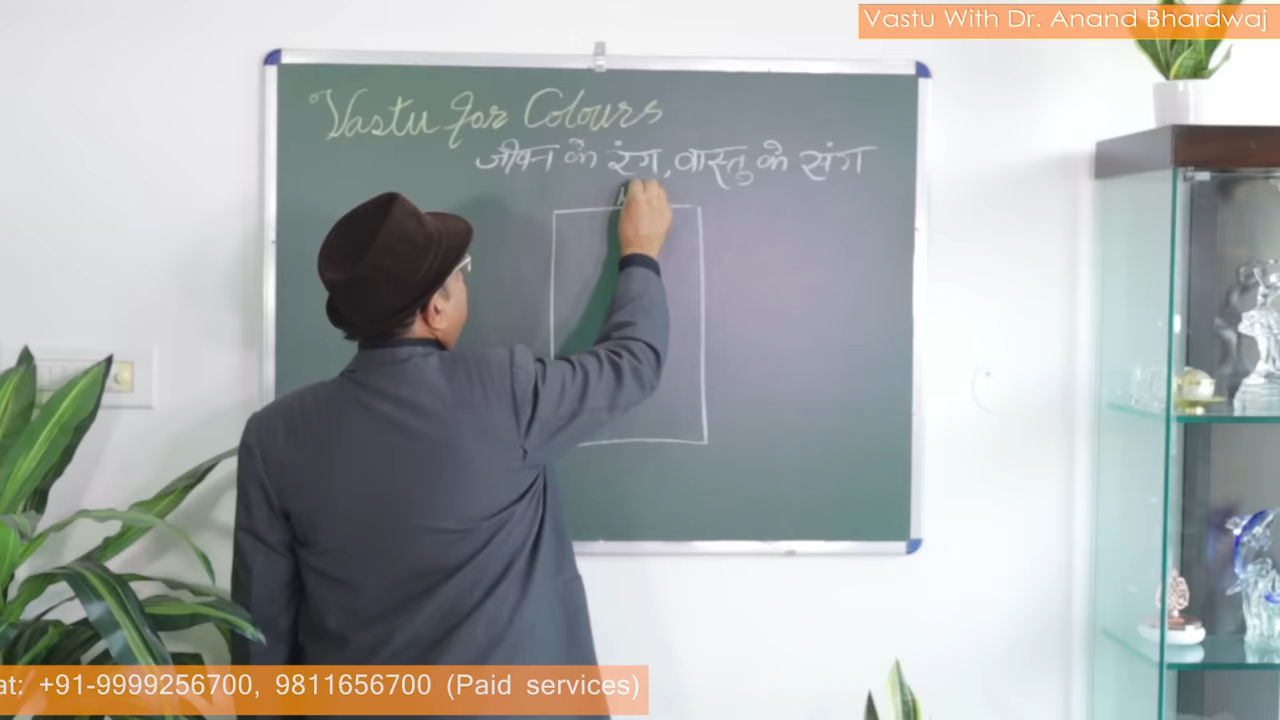 Vastu With Dr. Anand Bhardwaj
Vastu for Colours
जीवन के रंग, वास्तु के संग
at: +91-9999256700, 9811656700 (Paid services)